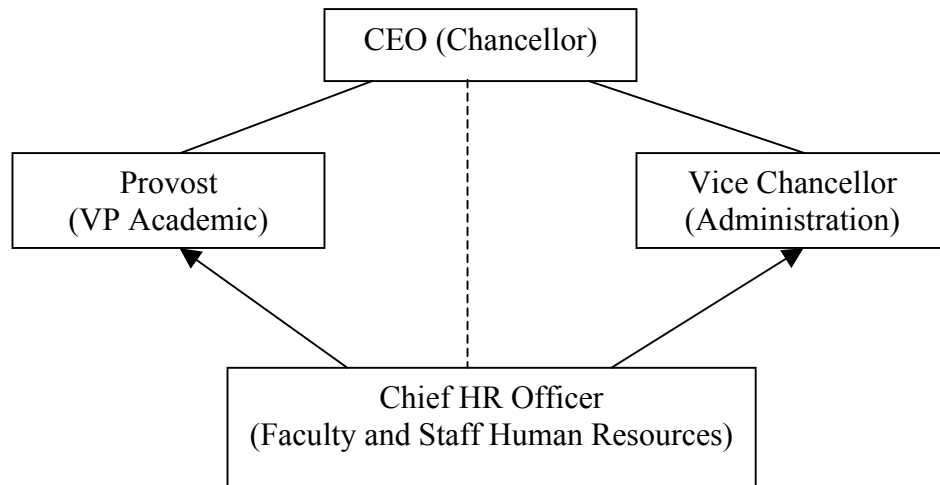 CEO (Chancellor)
Provost
(VP Academic)
Vice Chancellor
(Administration)
Chief HR Officer
(Faculty and Staff Human Resources)